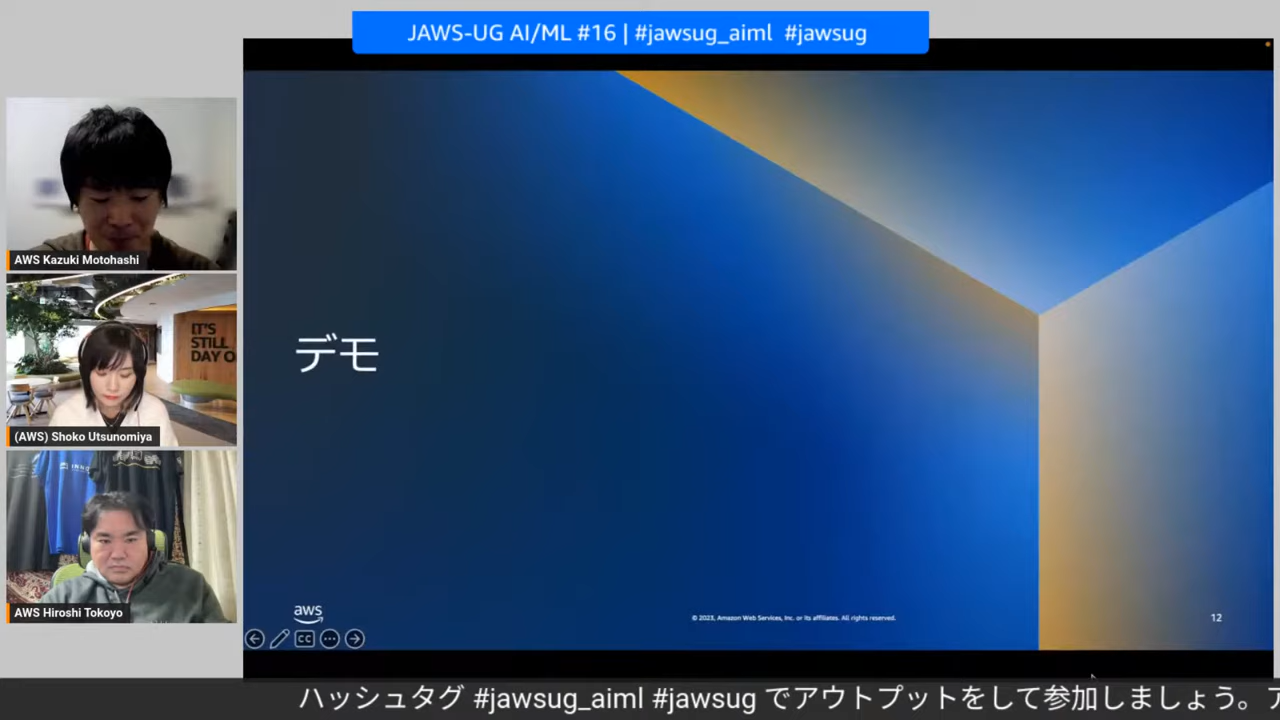 JAWS-UG AI/ML #16 | #jawsug_aiml #jawsug
AWS Kazuki Motohashi
IT'S
STILL
DAY O
(AWS) Shoko Utsunomiya
AWS Hiroshi Tokoyo
デモ
aws
© 2023, Amazon Web Services, Inc. or its affiliates. All rights reserved.
12
CC
ハッシュタグ #jawsug_aiml #jawsug でアウトプットをして参加しましょう。ア